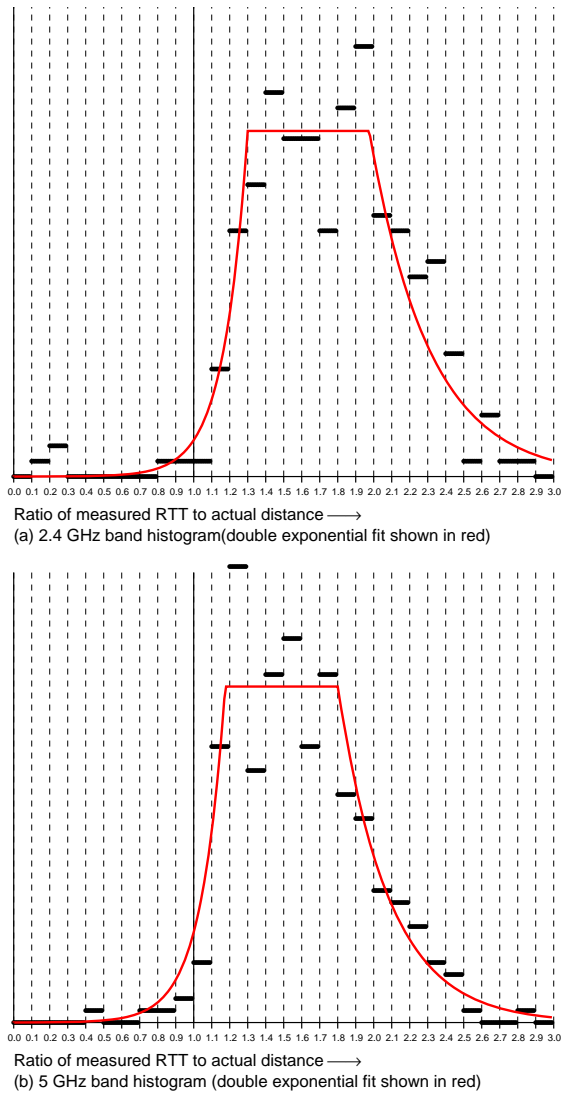 0.0 0.1 0.2 0.3 0.4 0.5 0.6 0.7 0.8 0.9 1.0 1.1 1.2 1.3 1.4 1.5 1.6 1.7 1.8 1.9 2.0 2.1 2.2 2.3 2.4 2.5 2.6 2.7 2.8 2.9 3.0
Ratio of measured RTT to actual distance ⟶
(a) 2.4 GHz band histogram(double exponential fit shown in red)
0.0 0.1 0.2 0.3 0.4 0.5 0.6 0.7 0.8 0.9 1.0 1.1 1.2 1.3 1.4 1.5 1.6 1.7 1.8 1.9 2.0 2.1 2.2 2.3 2.4 2.5 2.6 2.7 2.8 2.9 3.0
Ratio of measured RTT to actual distance ⟶
(b) 5 GHz band histogram (double exponential fit shown in red)